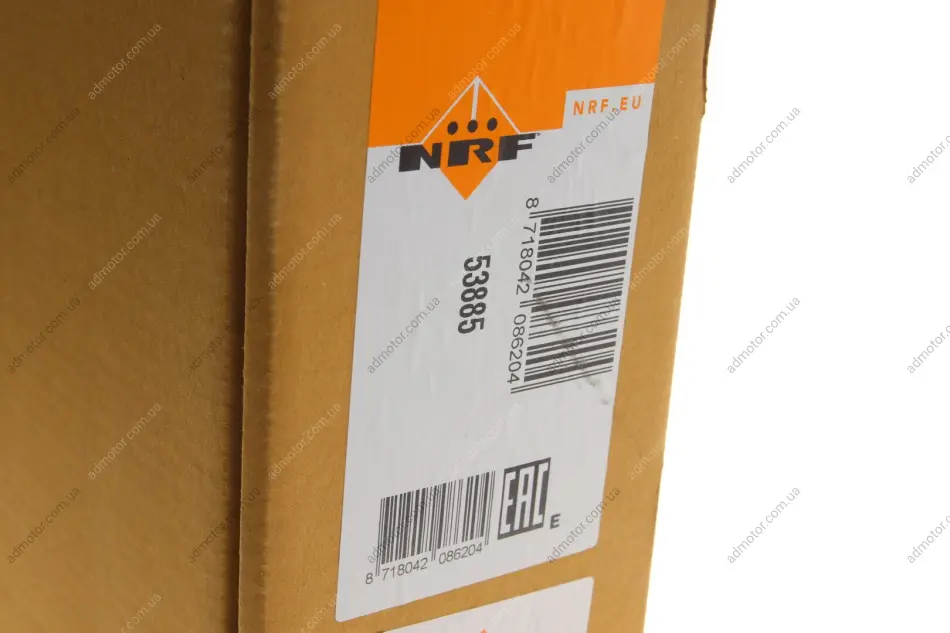 NRF.EU
NRF
8 718042 086204
53885
EAC
E
8 718042 086204
admotor.com.ua